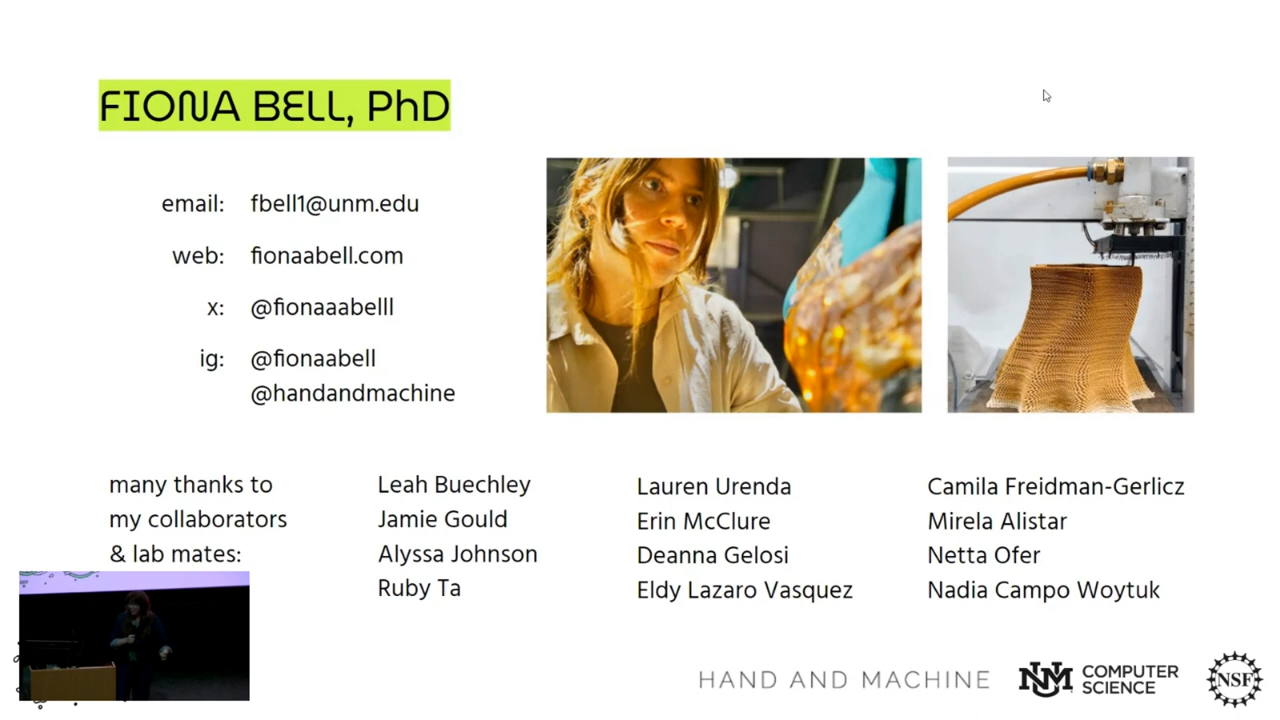 FIONA BELL, PhD
email: fbell1@unm.edu
web: fionaabell.com
x: @fionaaabelll
ig: @fionaabell
@handandmachine
many thanks to
my collaborators
& lab mates:
Leah Buechley
Jamie Gould
Alyssa Johnson
Ruby Ta
Lauren Urenda
Erin McClure
Deanna Gelosi
Eldy Lazaro Vasquez
Camila Freidman-Gerlicz
Mirela Alistar
Netta Ofer
Nadia Campo Woytuk
HAND AND MACHINE
UNM COMPUTER
SCIENCE
NSF